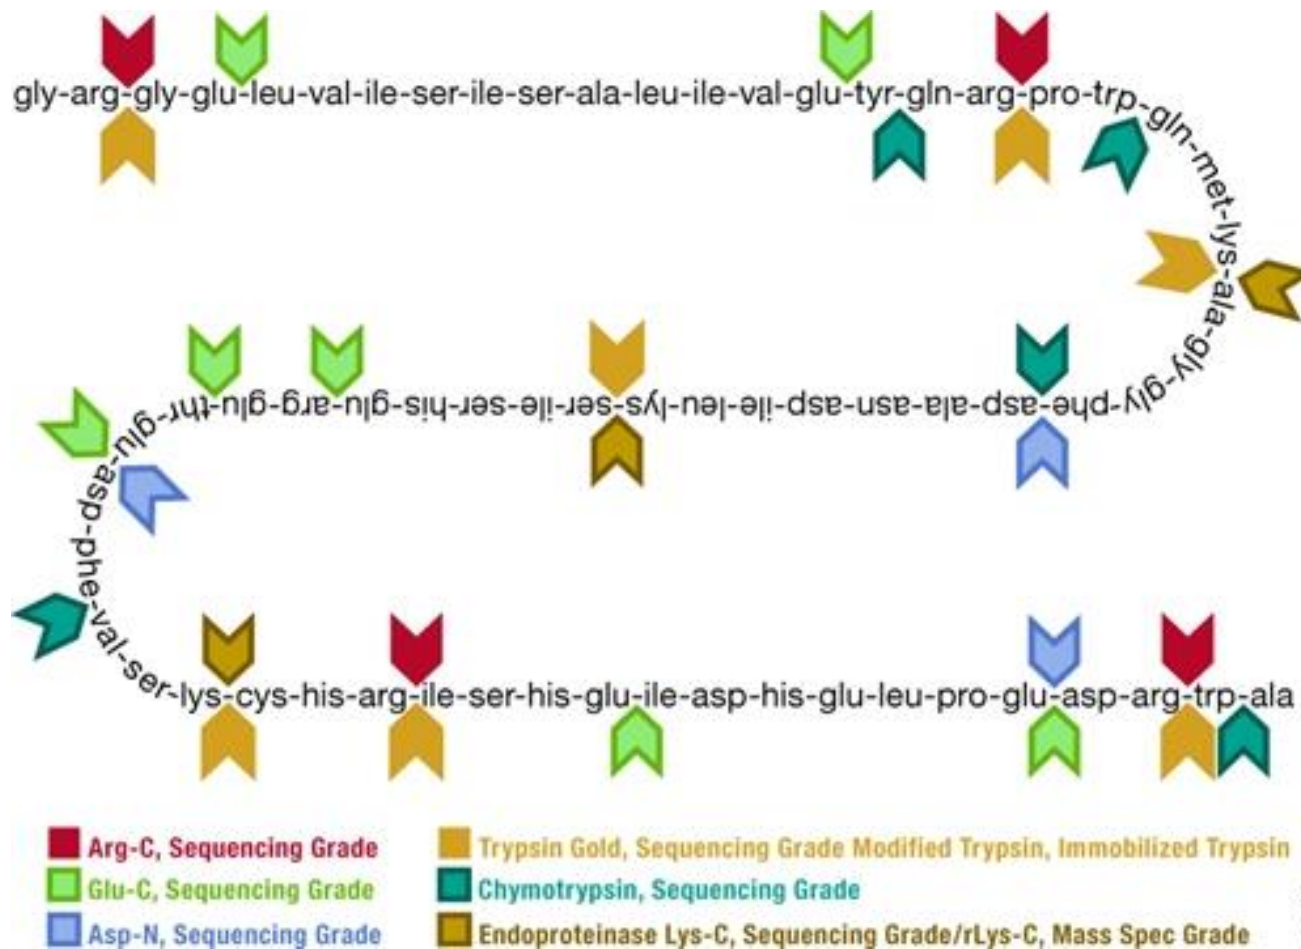 gly-arg-gly-glu-leu-val-ile-ser-ile-ser-ala-leu-ile-val-glu-tyr-gln-arg-pro-trp-gln-met-lys-ala-gly-gly-
phe-asp-ala-asn-asp-ile-leu-lys-ser-ile-ser-his-glu-arg-glu-thr-glu-asp-phe-val-ser-
lys-cys-his-arg-ile-ser-his-glu-ile-asp-his-glu-leu-pro-glu-asp-arg-trp-ala
Arg-C, Sequencing Grade
Glu-C, Sequencing Grade
Asp-N, Sequencing Grade
Trypsin Gold, Sequencing Grade Modified Trypsin, Immobilized Trypsin
Chymotrypsin, Sequencing Grade
Endoproteinase Lys-C, Sequencing Grade/rLys-C, Mass Spec Grade